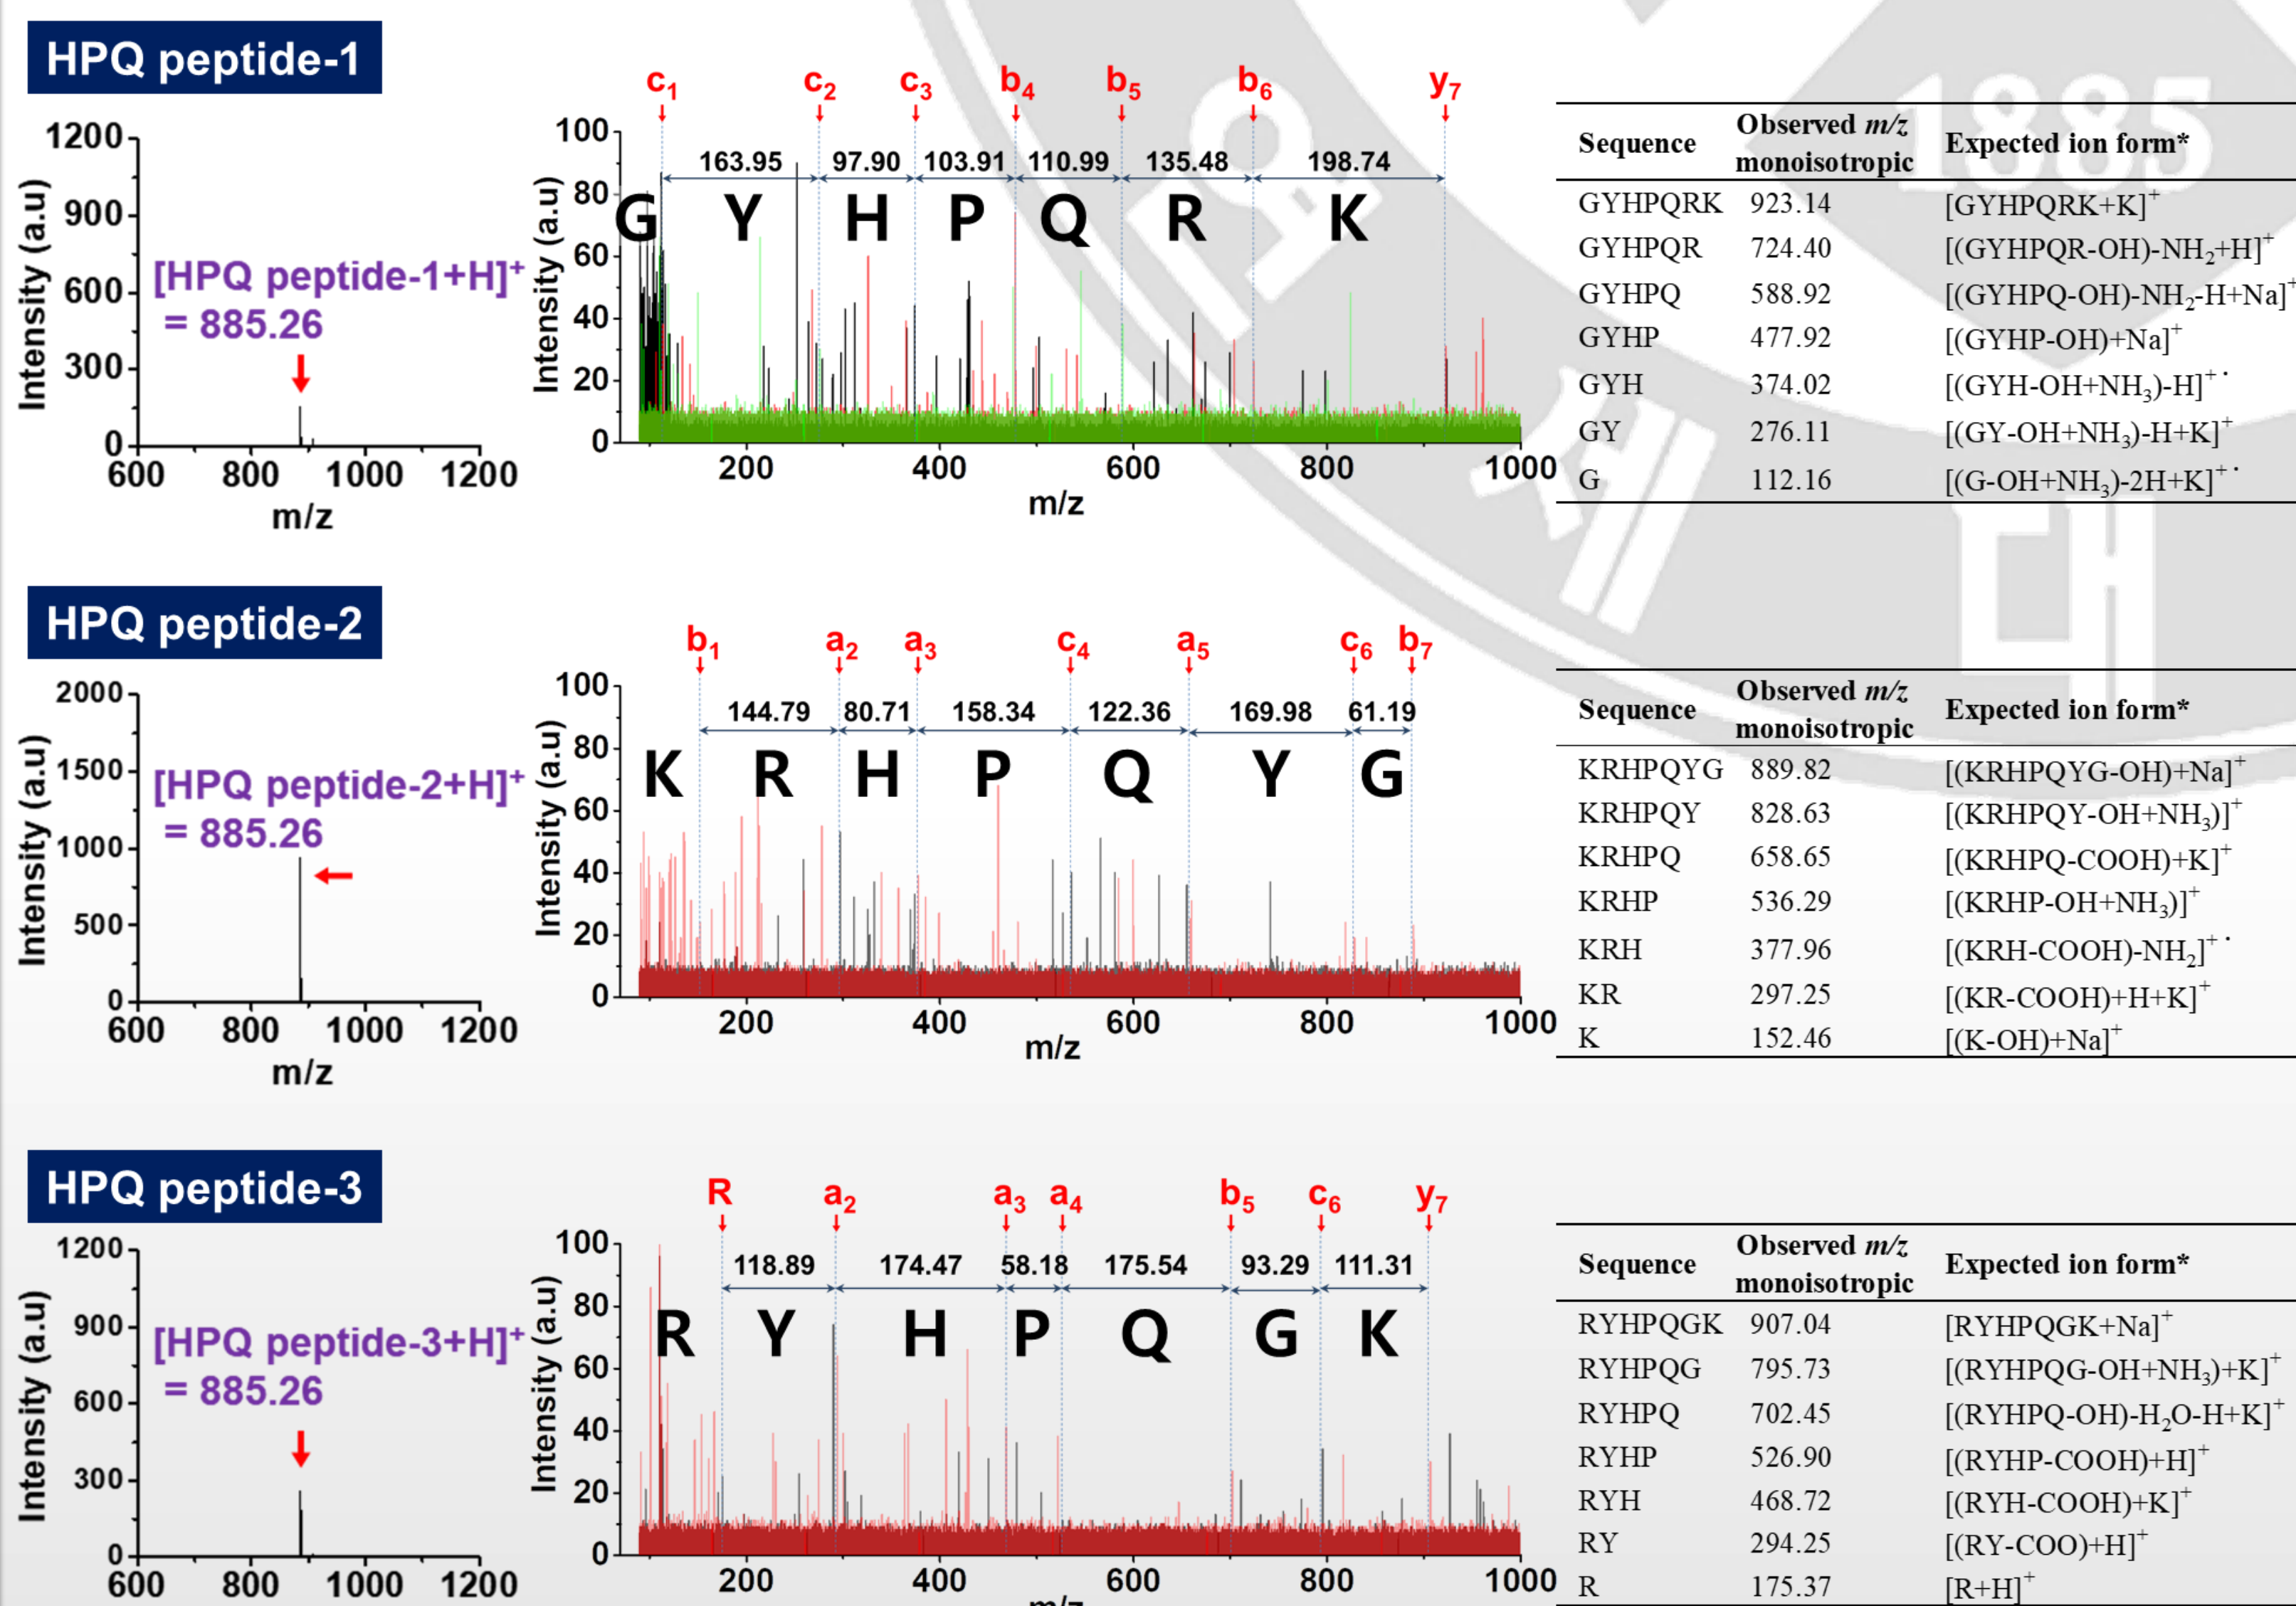 HPQ peptide-1
1200
900
600
300
0
Intensity (a.u)
[HPQ peptide-1+H]⁺
= 885.26
600 800 1000 1200
m/z
c₁ c₂ c₃ b₄ b₅ b₆ y₇
100
80
60
40
20
0
Intensity (a.u)
163.95 97.90 103.91 110.99 135.48 198.74
G Y H P Q R K
200 400 600 800 1000
m/z
Sequence Observed m/z monoisotropic Expected ion form*
GYHPQRK 923.14 [GYHPQRK+K]⁺
GYHPQR 724.40 [(GYHPQR-OH)-NH₂+H]⁺
GYHPQ 588.92 [(GYHPQ-OH)-NH₂-H+Na]⁺
GYHP 477.92 [(GYHP-OH)+Na]⁺
GYH 374.02 [(GYH-OH+NH₃)-H]⁺˙
GY 276.11 [(GY-OH+NH₃)-H+K]⁺
G 112.16 [(G-OH+NH₃)-2H+K]⁺˙
1885
대
HPQ peptide-2
2000
1500
1000
500
0
Intensity (a.u)
[HPQ peptide-2+H]⁺
= 885.26
600 800 1000 1200
m/z
b₁ a₂ a₃ c₄ a₅ c₆ b₇
100
80
60
40
20
0
Intensity (a.u)
144.79 80.71 158.34 122.36 169.98 61.19
K R H P Q Y G
200 400 600 800 1000
m/z
Sequence Observed m/z monoisotropic Expected ion form*
KRHPQYG 889.82 [(KRHPQYG-OH)+Na]⁺
KRHPQY 828.63 [(KRHPQY-OH+NH₃)]⁺
KRHPQ 658.65 [(KRHPQ-COOH)+K]⁺
KRHP 536.29 [(KRHP-OH+NH₃)]⁺
KRH 377.96 [(KRH-COOH)-NH₂]⁺˙
KR 297.25 [(KR-COOH)+H+K]⁺
K 152.46 [(K-OH)+Na]⁺
HPQ peptide-3
1200
900
600
300
0
Intensity (a.u)
[HPQ peptide-3+H]⁺
= 885.26
600 800 1000 1200
R a₂ a₃ a₄ b₅ c₆ y₇
100
80
60
40
20
0
Intensity (a.u)
118.89 174.47 58.18 175.54 93.29 111.31
R Y H P Q G K
200 400 600 800 1000
m/z
Sequence Observed m/z monoisotropic Expected ion form*
RYHPQGK 907.04 [RYHPQGK+Na]⁺
RYHPQG 795.73 [(RYHPQG-OH+NH₃)+K]⁺
RYHPQ 702.45 [(RYHPQ-OH)-H₂O-H+K]⁺
RYHP 526.90 [(RYHP-COOH)+H]⁺
RYH 468.72 [(RYH-COOH)+K]⁺
RY 294.25 [(RY-COO)+H]⁺
R 175.37 [R+H]⁺